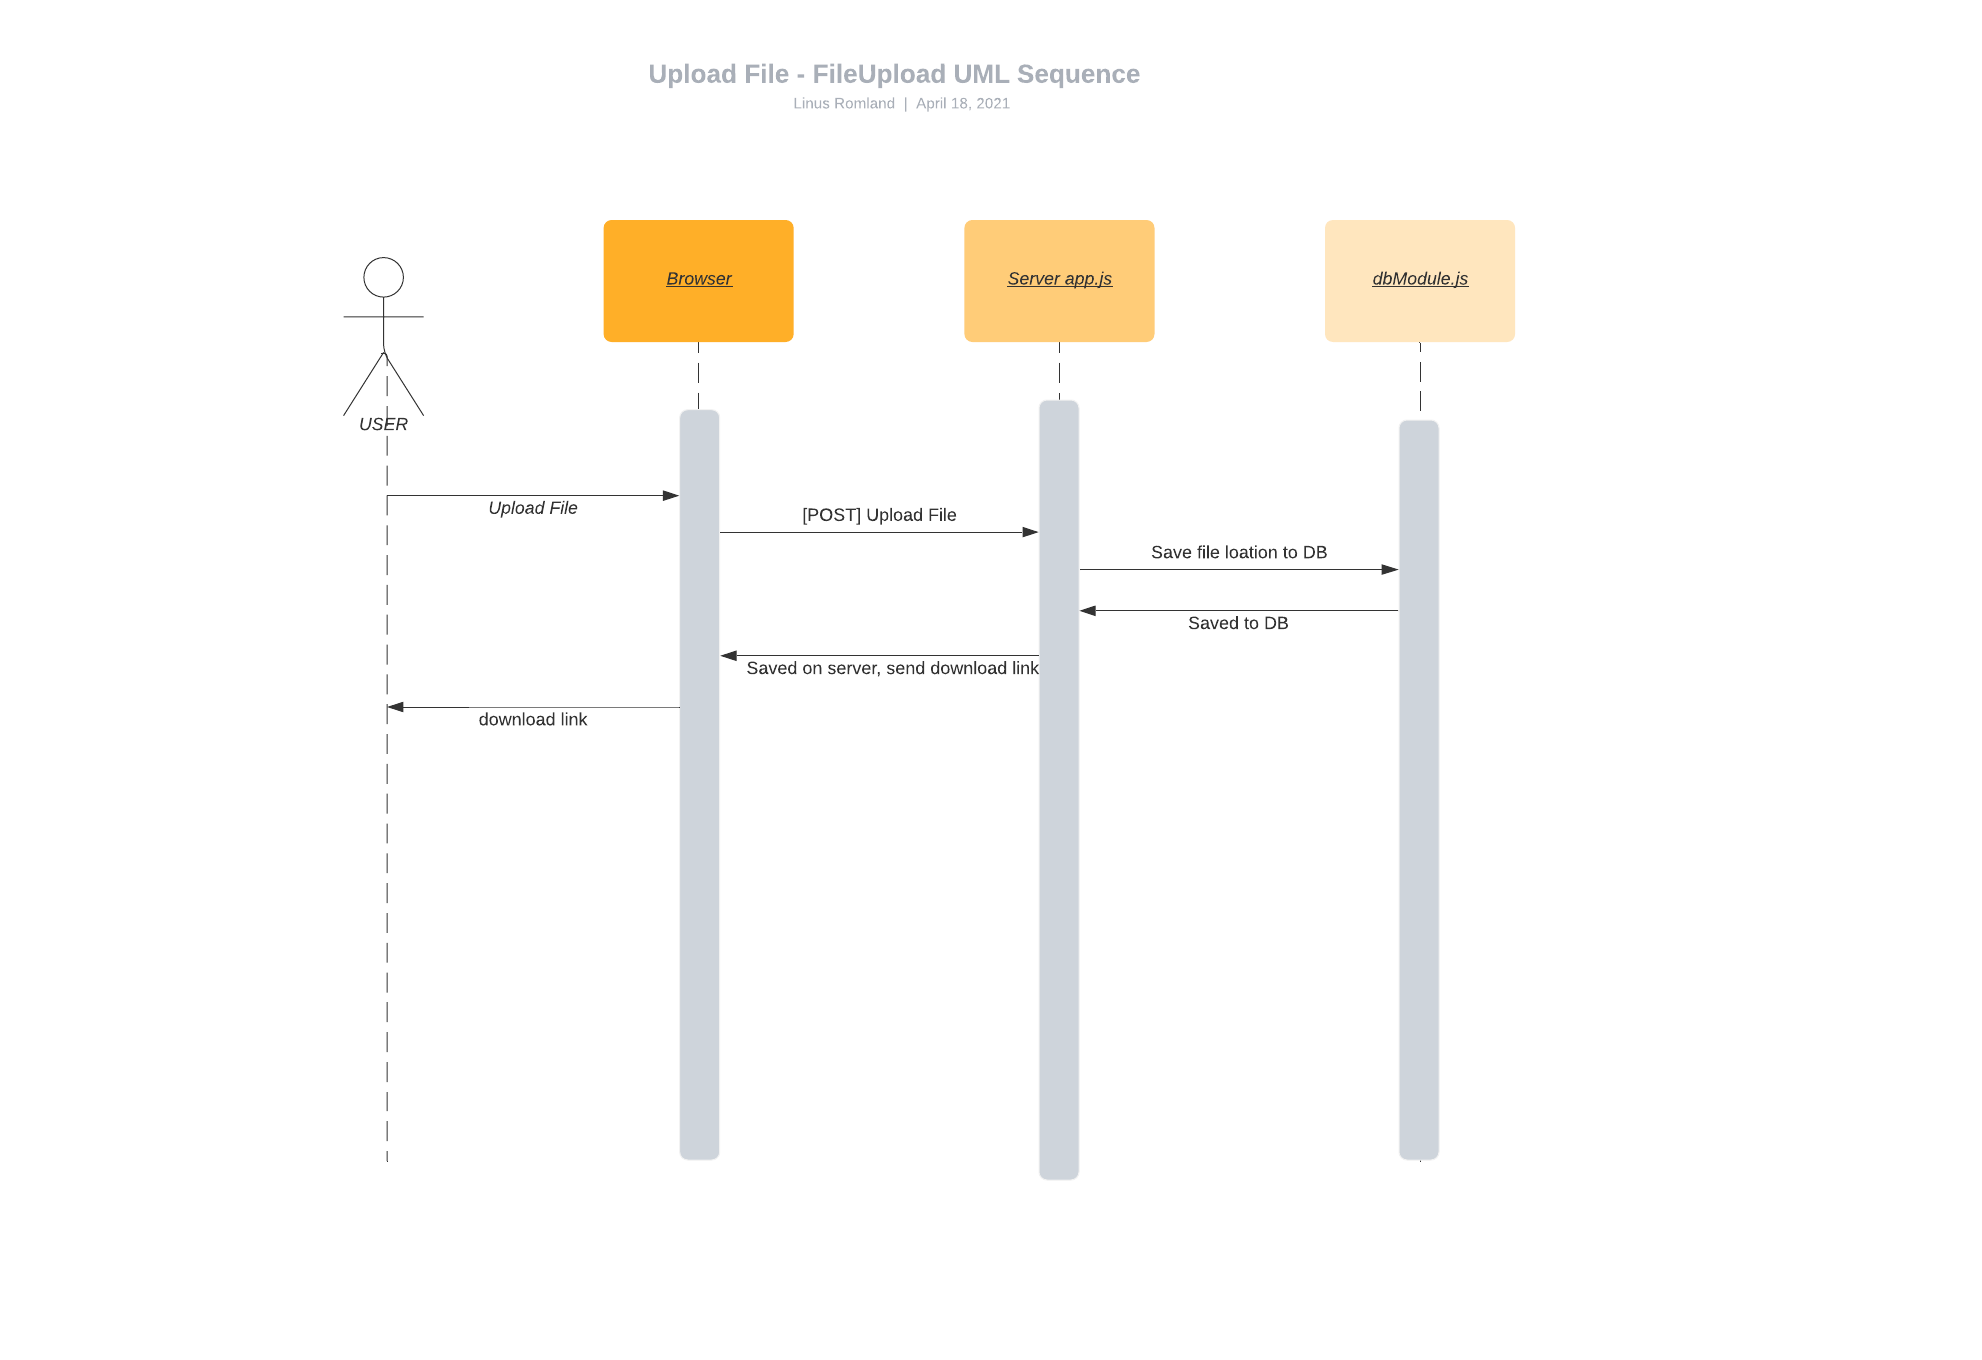 Upload File - FileUpload UML Sequence
Linus Romland | April 18, 2021
Browser
Server app.js
dbModule.js
USER
Upload File
[POST] Upload File
Save file loation to DB
Saved to DB
Saved on server, send download link
download link